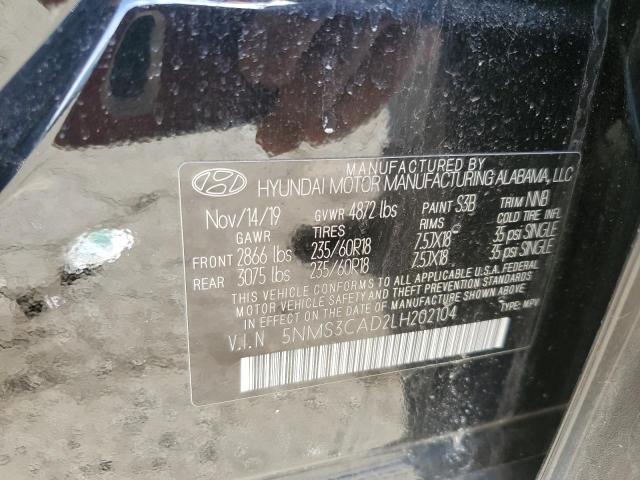 MANUFACTURED BY
HYUNDAI MOTOR MANUFACTURING ALABAMA, LLC
Nov/14/19 GVWR 4872 lbs PAINT S3B TRIM NNB
GAWR TIRES RIMS COLD TIRE INFL
FRONT 2866 lbs 235/60R18 7.5JX18 35 psi SINGLE
REAR 3075 lbs 235/60R18 7.5JX18 35 psi SINGLE
THIS VEHICLE CONFORMS TO ALL APPLICABLE U.S.A. FEDERAL
MOTOR VEHICLE SAFETY, BUMPER, AND THEFT PREVENTION STANDARDS
IN EFFECT ON THE DATE OF MANUFACTURE SHOWN ABOVE.
V.I.N 5NMS3CAD2LH202104 TYPE: MPV